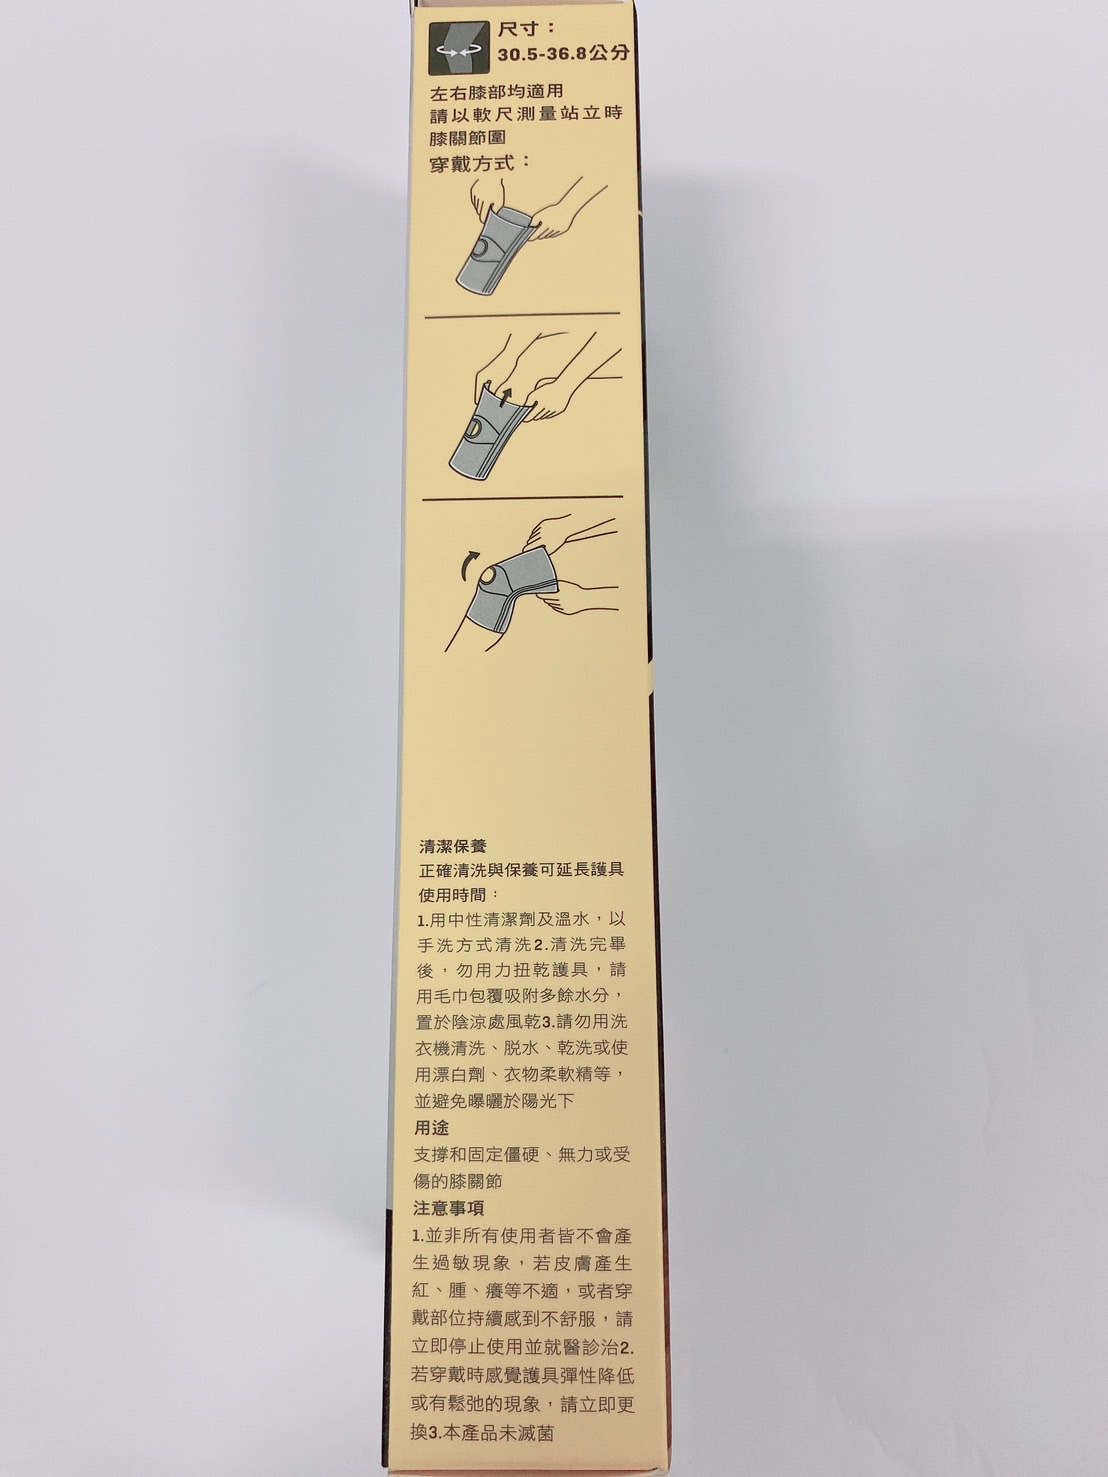 尺寸：
30.5-36.8公分
左右膝部均適用
請以軟尺測量站立時
膝關節圍
穿戴方式：
清潔保養
正確清洗與保養可延長護具
使用時間：
1.用中性清潔劑及溫水，以
手洗方式清洗2.清洗完畢
後，勿用力扭乾護具，請
用毛巾包覆吸附多餘水分，
置於陰涼處風乾3.請勿用洗
衣機清洗、脫水、乾洗或使
用漂白劑、衣物柔軟精等，
並避免曝曬於陽光下
用途
支撐和固定僵硬、無力或受
傷的膝關節
注意事項
1.並非所有使用者皆不會產
生過敏現象，若皮膚產生
紅、腫、癢等不適，或者穿
戴部位持續感到不舒服，請
立即停止使用並就醫診治2.
若穿戴時感覺護具彈性降低
或有鬆弛的現象，請立即更
換3.本產品未滅菌